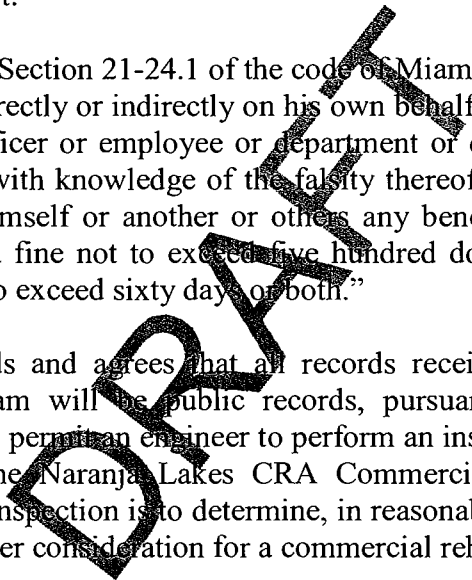 t.
Section 21-24.1 of the code of Miam
rectly or indirectly on his own behalf
ficer or employee or department or
with knowledge of the falsity thereof
mself or another or others any bene
fine not to exceed five hundred do
o exceed sixty days or both.”
ds and agrees that all records recei
am will be public records, pursuan
permit an engineer to perform an ins
he Naranja Lakes CRA Commerci
nspection is to determine, in reasonab
er consideration for a commercial reh
DRAFT